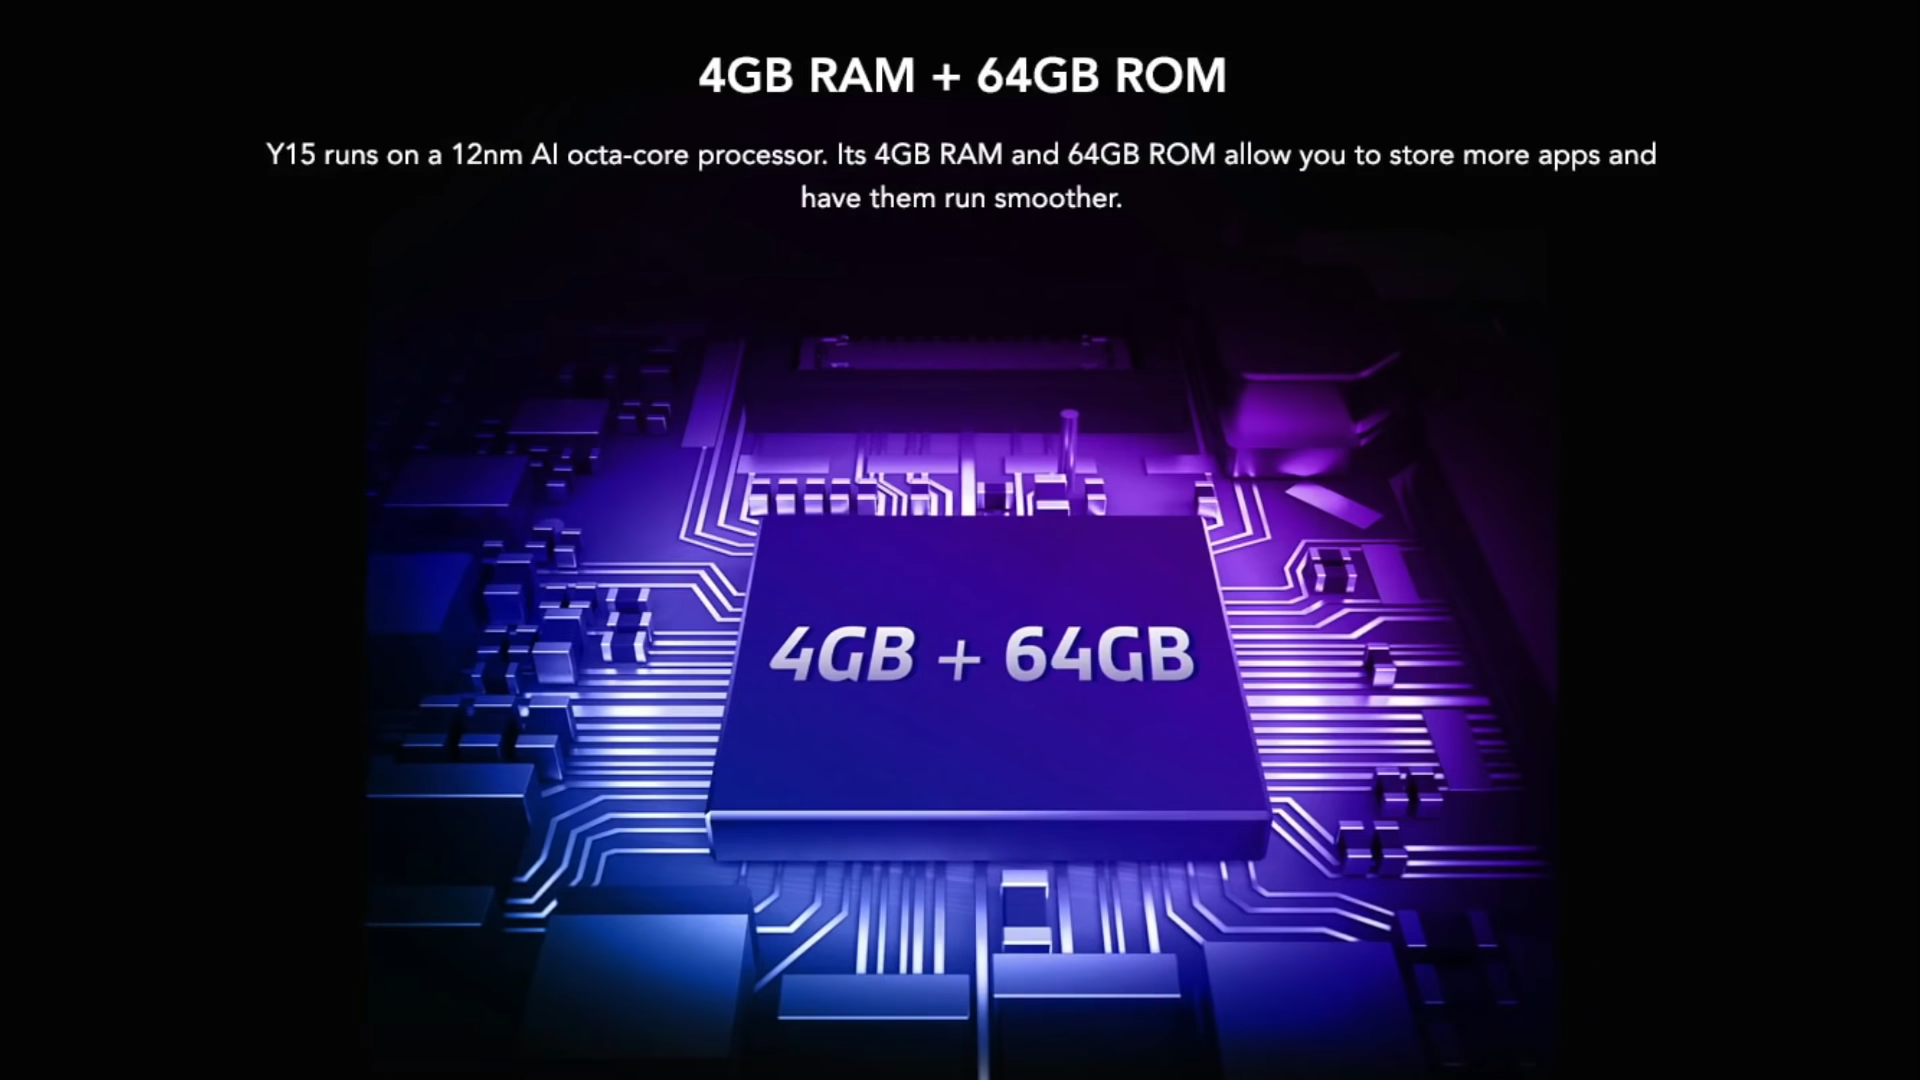 4GB RAM + 64GB ROM
Y15 runs on a 12nm AI octa-core processor. Its 4GB RAM and 64GB ROM allow you to store more apps and
have them run smoother.
4GB + 64GB